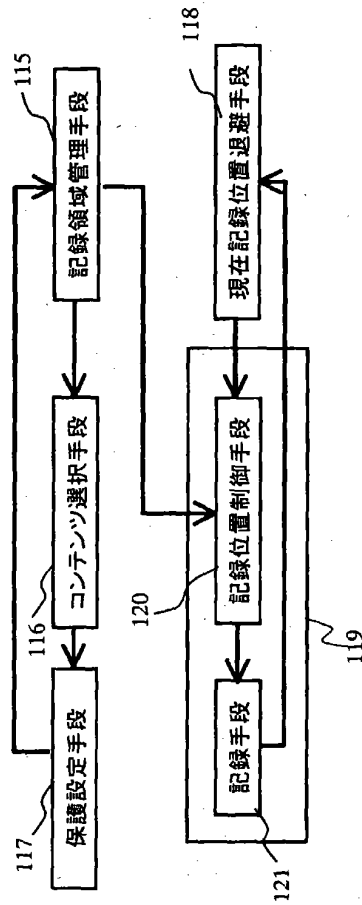 115
記録領域管理手段
116
コンテンツ選択手段
117
保護設定手段
118
現在記録位置退避手段
120
記録位置制御手段
121
記録手段
119